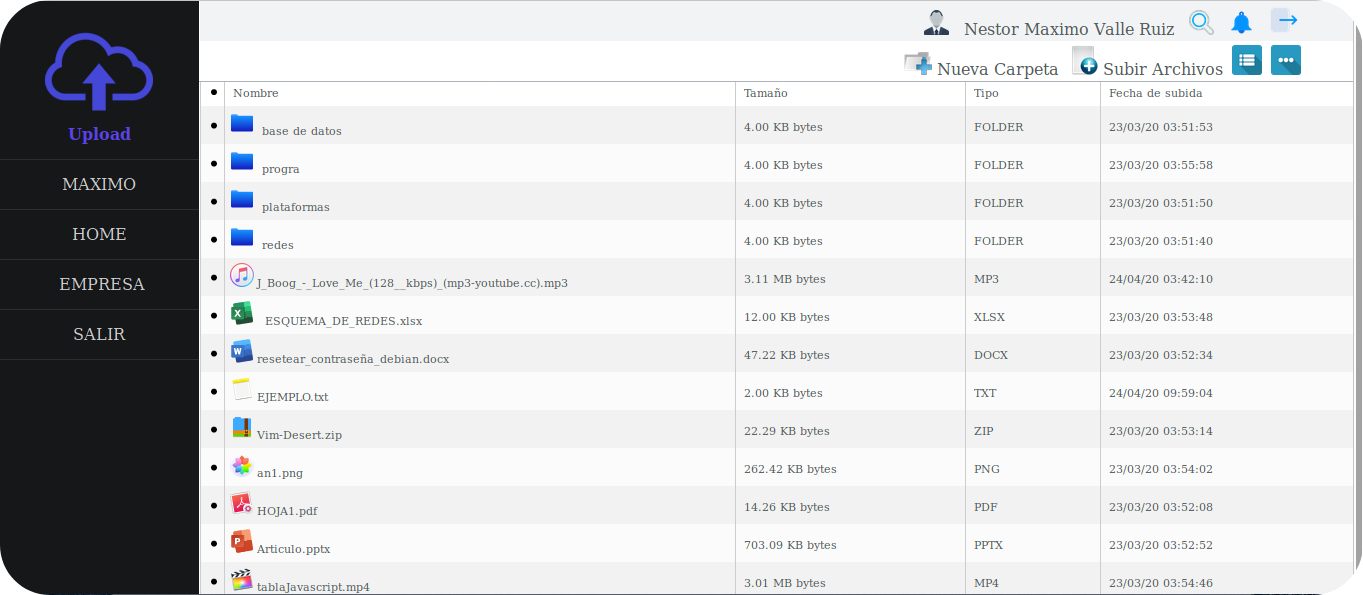 Nestor Maximo Valle Ruiz
Nueva Carpeta Subir Archivos
Upload
MAXIMO
HOME
EMPRESA
SALIR
Nombre Tamaño Tipo Fecha de subida
base de datos 4.00 KB bytes FOLDER 23/03/20 03:51:53
progra 4.00 KB bytes FOLDER 23/03/20 03:55:58
plataformas 4.00 KB bytes FOLDER 23/03/20 03:51:50
redes 4.00 KB bytes FOLDER 23/03/20 03:51:40
J_Boog_-_Love_Me_(128__kbps)_(mp3-youtube.cc).mp3 3.11 MB bytes MP3 24/04/20 03:42:10
ESQUEMA_DE_REDES.xlsx 12.00 KB bytes XLSX 23/03/20 03:53:48
resetear_contraseña_debian.docx 47.22 KB bytes DOCX 23/03/20 03:52:34
EJEMPLO.txt 2.00 KB bytes TXT 24/04/20 09:59:04
Vim-Desert.zip 22.29 KB bytes ZIP 23/03/20 03:53:14
an1.png 262.42 KB bytes PNG 23/03/20 03:54:02
HOJA1.pdf 14.26 KB bytes PDF 23/03/20 03:52:08
Articulo.pptx 703.09 KB bytes PPTX 23/03/20 03:52:52
tablaJavascript.mp4 3.01 MB bytes MP4 23/03/20 03:54:46